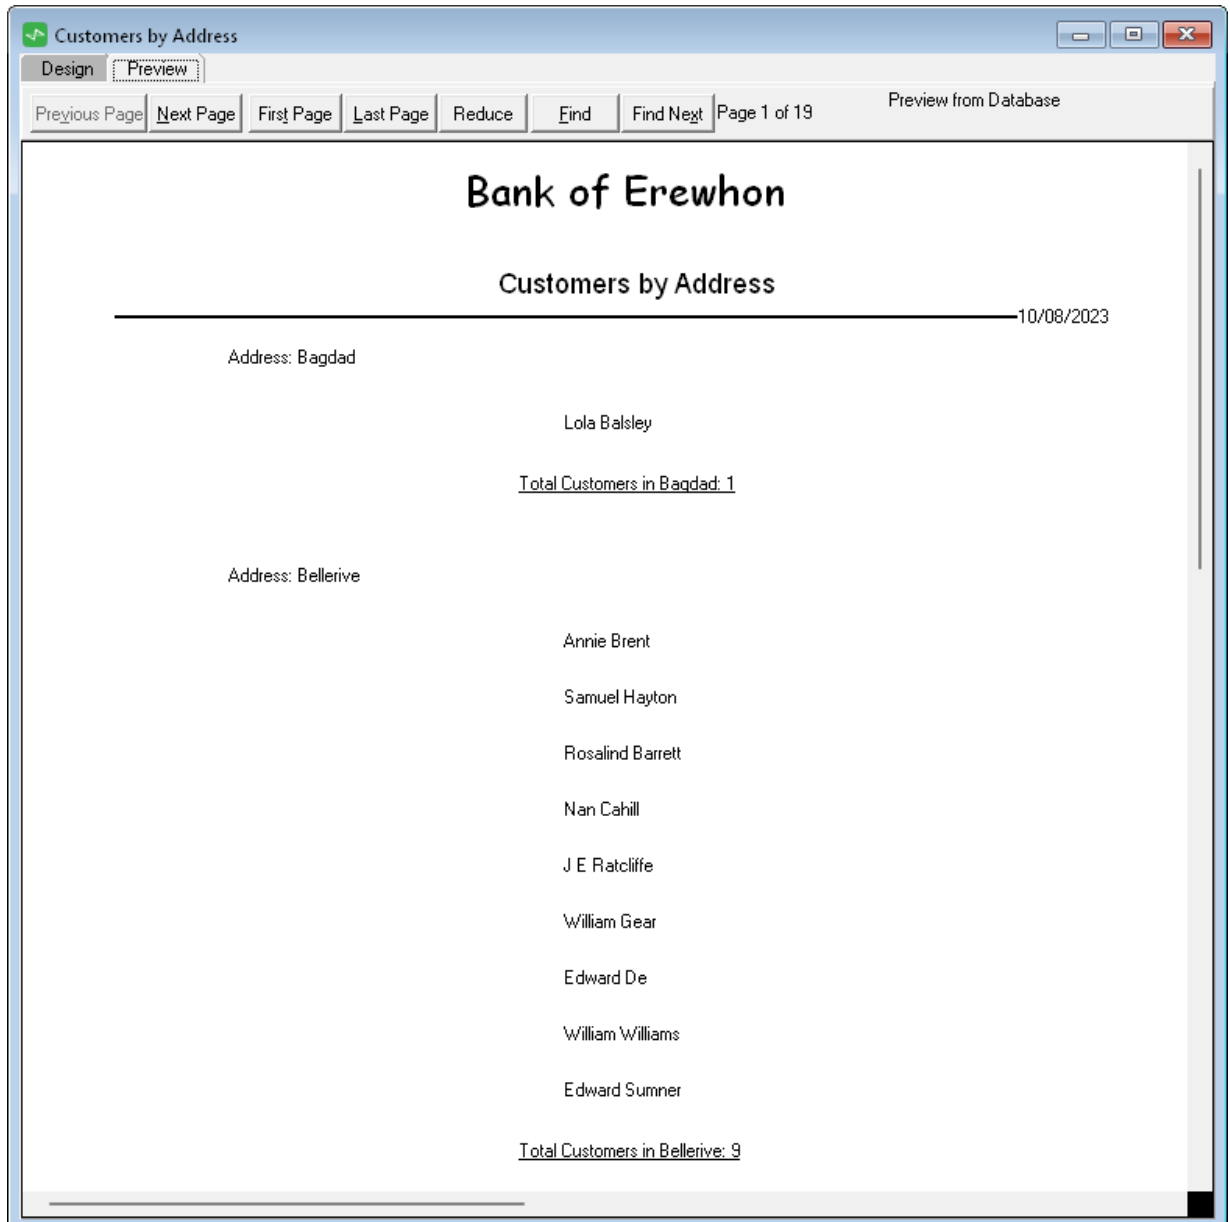 Customers by Address
Design Preview
Previous Page Next Page First Page Last Page Reduce Find Find Next Page 1 of 19 Preview from Database
Bank of Erewhon
Customers by Address
10/08/2023
Address: Bagdad
Lola Balsley
Total Customers in Bagdad: 1
Address: Bellerive
Annie Brent
Samuel Hayton
Rosalind Barrett
Nan Cahill
J E Ratcliffe
William Gear
Edward De
William Williams
Edward Sumner
Total Customers in Bellerive: 9